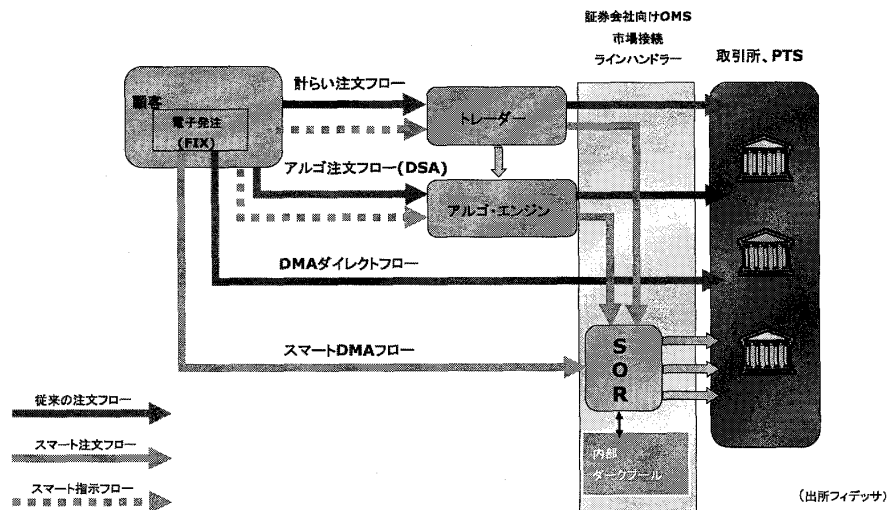 証券会社向けOMS
市場接続
ラインハンドラー
取引所、PTS
顧客
電子発注
(FIX)
計らい注文フロー
トレーダー
アルゴ注文フロー(DSA)
アルゴ・エンジン
DMAダイレクトフロー
スマートDMAフロー
S
O
R
内部
ダークプール
従来の注文フロー
スマート注文フロー
スマート指示フロー
(出所フィデッサ)